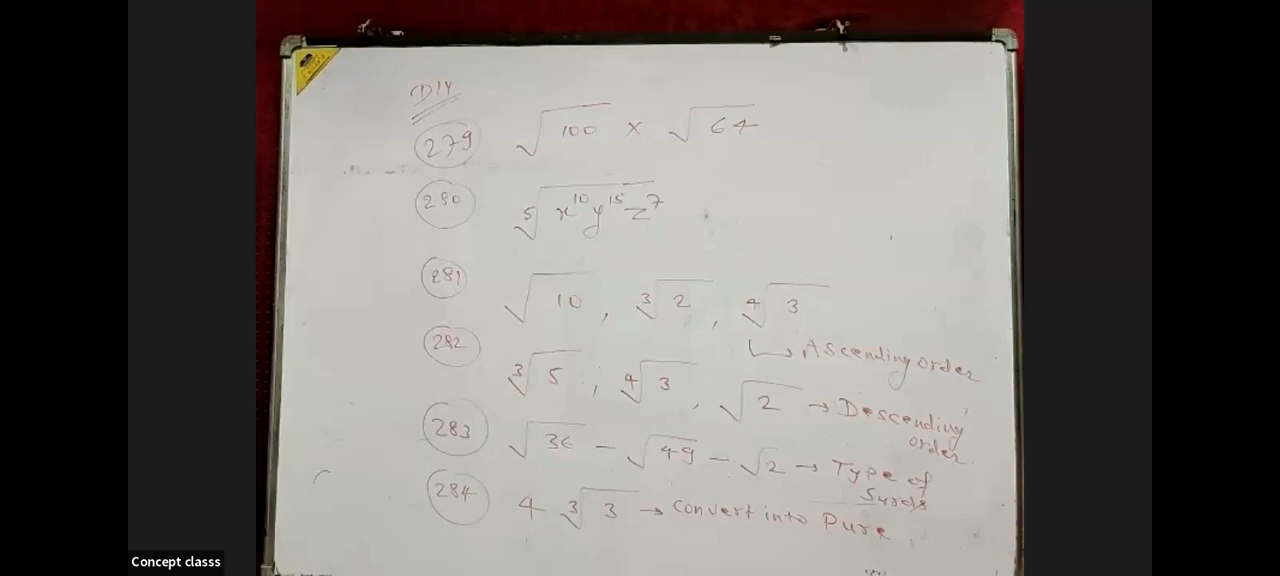 DIY
279 √100 × √64
280 ⁵√x¹⁰y¹⁵z⁷
281 √10, ³√2, ⁴√3
↳ Ascending order
282 ³√5, ⁴√3, √2 → Descending
order
283 √36 - √49 - √2 → Type of
Surds
284 4 ³√3 → Convert into Pure
Concept classs